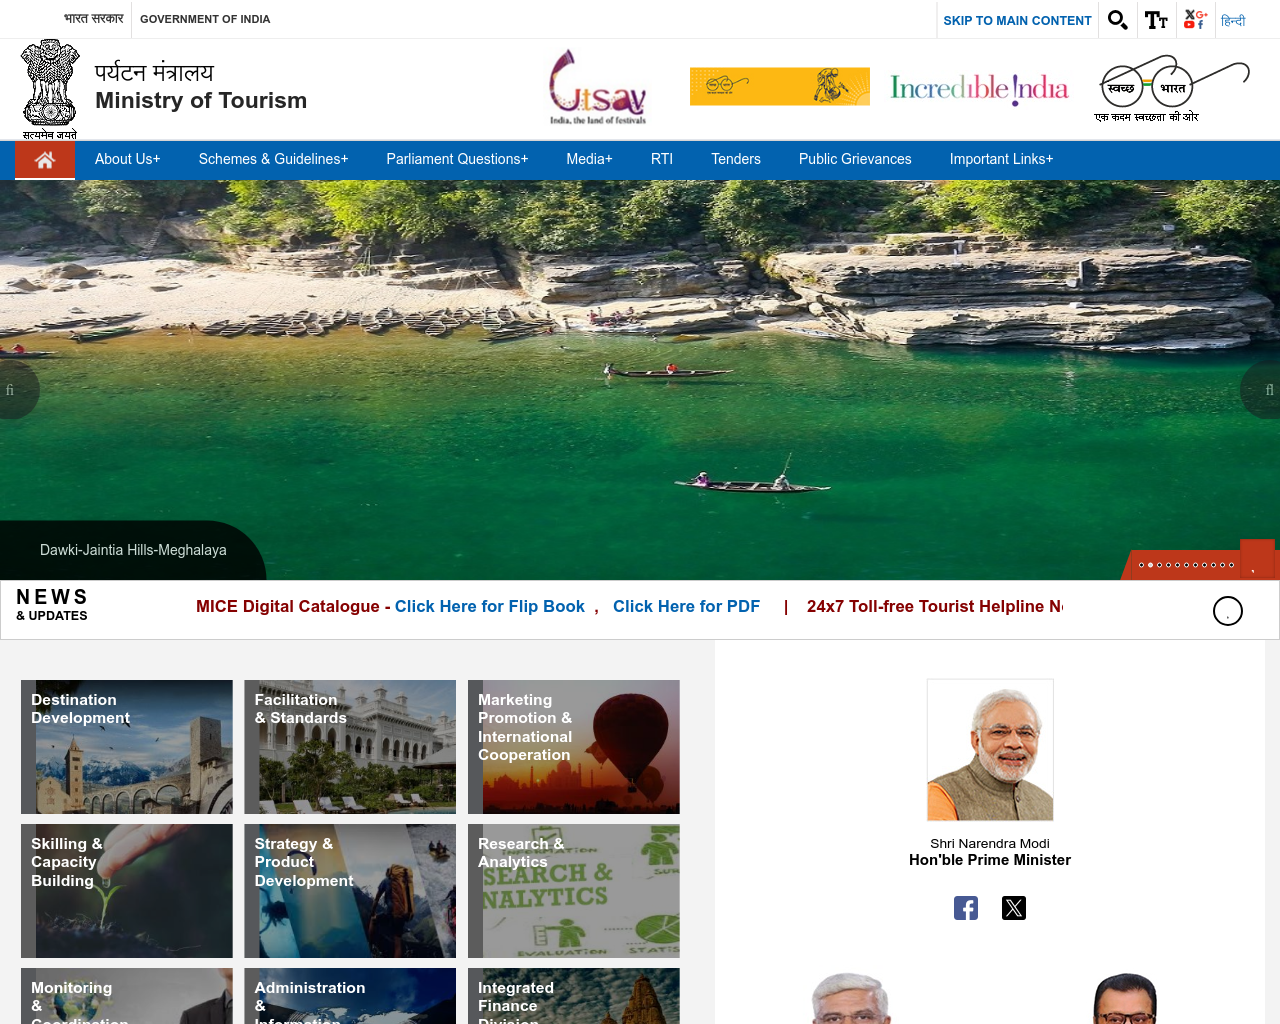 भारत सरकार
GOVERNMENT OF INDIA
SKIP TO MAIN CONTENT
हिन्दी
पर्यटन मंत्रालय
Ministry of Tourism
सत्यमेव जयते
Utsav
India, the land of festivals
Incredible !ndia
स्वच्छ भारत
एक कदम स्वच्छता की ओर
About Us+
Schemes & Guidelines+
Parliament Questions+
Media+
RTI
Tenders
Public Grievances
Important Links+
Dawki-Jaintia Hills-Meghalaya
NEWS
& UPDATES
MICE Digital Catalogue - Click Here for Flip Book , Click Here for PDF | 24x7 Toll-free Tourist Helpline
Destination
Development
Facilitation
& Standards
Marketing
Promotion &
International
Cooperation
Skilling &
Capacity
Building
Strategy &
Product
Development
Research &
Analytics
INFORMATION
SEARCH &
NALYTICS
EVALUATION
STATIS
Shri Narendra Modi
Hon'ble Prime Minister
Monitoring
&
Coordination
Administration
&
Information
Integrated
Finance
Division